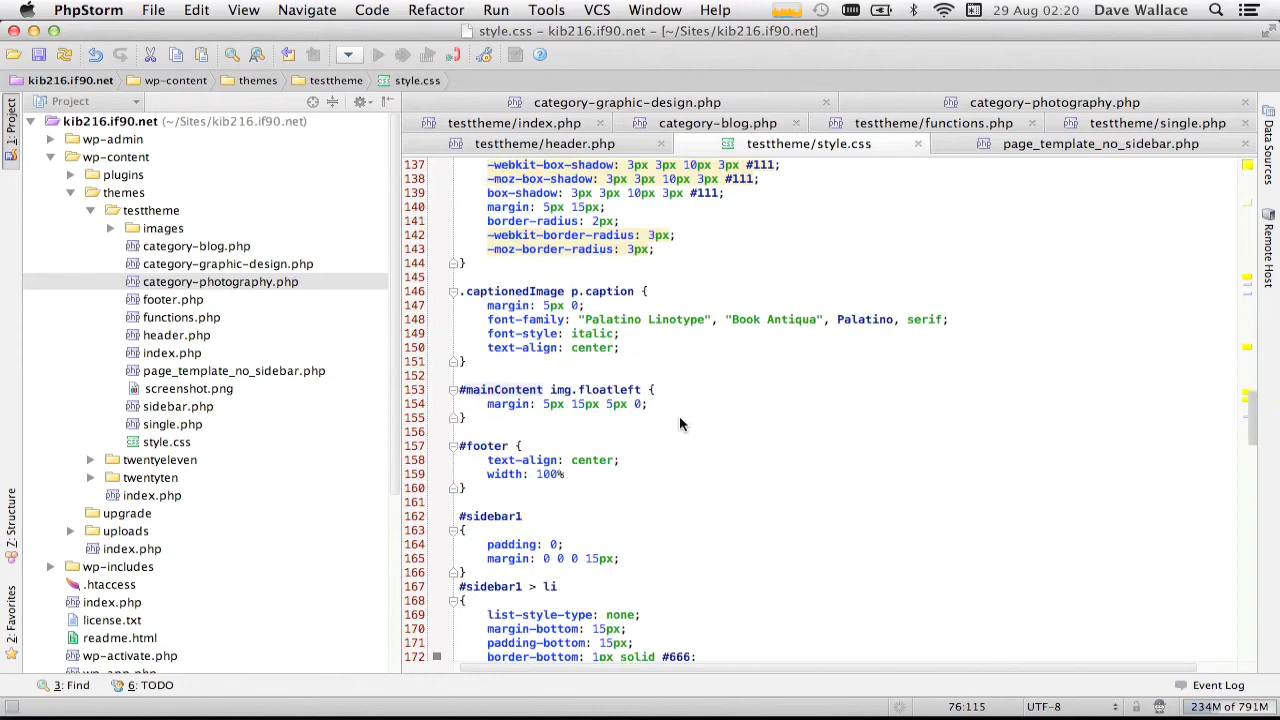 PhpStorm File Edit View Navigate Code Refactor Run Tools VCS Window Help 29 Aug 02:20 Dave Wallace
style.css – kib216.if90.net – [~/Sites/kib216.if90.net]
kib216.if90.net wp-content themes testtheme style.css
Project
1: Project
Z: Structure
2: Favorites
kib216.if90.net (~/Sites/kib216.if90.net)
wp-admin
wp-content
plugins
themes
testtheme
images
category-blog.php
category-graphic-design.php
category-photography.php
footer.php
functions.php
header.php
index.php
page_template_no_sidebar.php
screenshot.png
sidebar.php
single.php
style.css
twentyeleven
twentyten
index.php
upgrade
uploads
index.php
wp-includes
.htaccess
index.php
license.txt
readme.html
wp-activate.php
wp-app.php
category-graphic-design.php category-photography.php
testtheme/index.php category-blog.php testtheme/functions.php testtheme/single.php
testtheme/header.php testtheme/style.css page_template_no_sidebar.php
137 -webkit-box-shadow: 3px 3px 10px 3px #111;
138 -moz-box-shadow: 3px 3px 10px 3px #111;
139 box-shadow: 3px 3px 10px 3px #111;
140 margin: 5px 15px;
141 border-radius: 2px;
142 -webkit-border-radius: 3px;
143 -moz-border-radius: 3px;
144 }
145
146 .captionedImage p.caption {
147 margin: 5px 0;
148 font-family: "Palatino Linotype", "Book Antiqua", Palatino, serif;
149 font-style: italic;
150 text-align: center;
151 }
152
153 #mainContent img.floatleft {
154 margin: 5px 15px 5px 0;
155 }
156
157 #footer {
158 text-align: center;
159 width: 100%
160 }
161
162 #sidebar1
163 {
164 padding: 0;
165 margin: 0 0 0 15px;
166 }
167 #sidebar1 > li
168 {
169 list-style-type: none;
170 margin-bottom: 15px;
171 padding-bottom: 15px;
172 border-bottom: 1px solid #666;
Data Sources
Remote Host
3: Find 6: TODO Event Log
76:115 UTF-8 234M of 791M